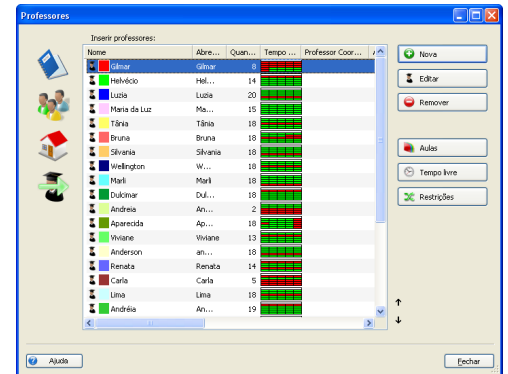 Professores
Inserir professores:
Nome Abre... Quan... Tempo ... Professor Coor...
Gilmar Gilmar 8
Helvécio Hel... 14
Luzia Luzia 20
Maria da Luz Ma... 15
Tânia Tânia 18
Bruna Bruna 18
Silvania Silvania 18
Wellington W... 18
Marli Marli 18
Dulcimar Dul... 18
Andreia An... 2
Aparecida Ap... 18
Viviane Viviane 13
Anderson an... 18
Renata Renata 14
Carla Carla 5
Lima Lima 18
Andréia An... 19
Nova
Editar
Remover
Aulas
Tempo livre
Restrições
Ajuda
Fechar